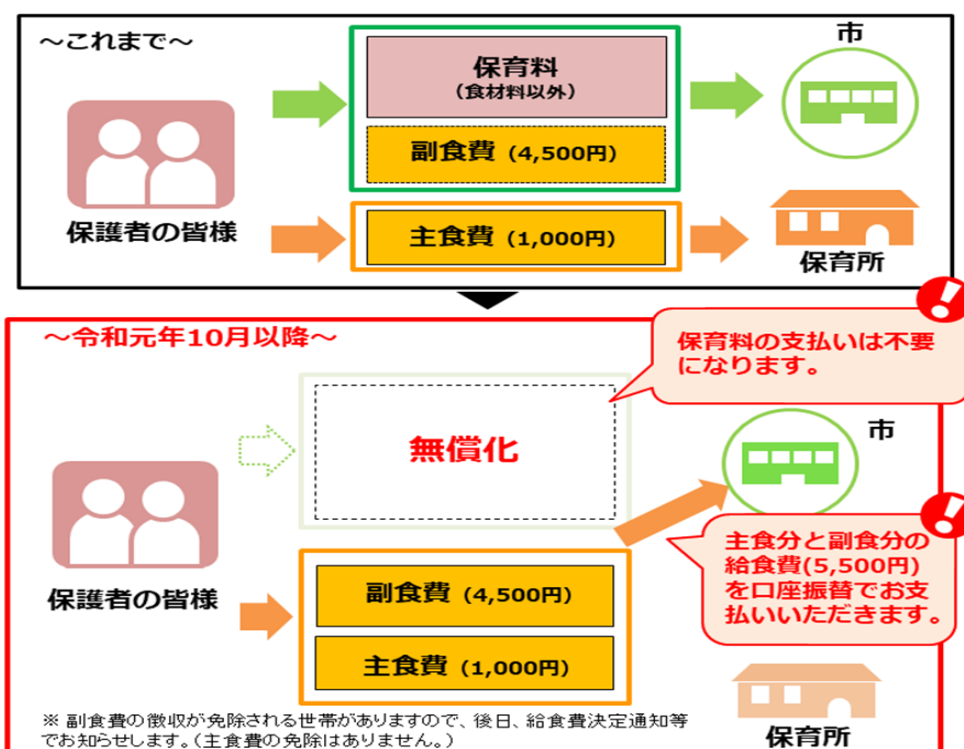 ～これまで～
市
保育料
(食材料以外)
副食費 (4,500円)
保護者の皆様
主食費 (1,000円)
保育所
～令和元年10月以降～
保育料の支払いは不要
になります。
無償化
市
主食分と副食分の
給食費(5,500円)
を口座振替でお支
払いいただきます。
保護者の皆様
副食費 (4,500円)
主食費 (1,000円)
※ 副食費の徴収が免除される世帯がありますので、後日、給食費決定通知等
でお知らせします。(主食費の免除はありません。)
保育所